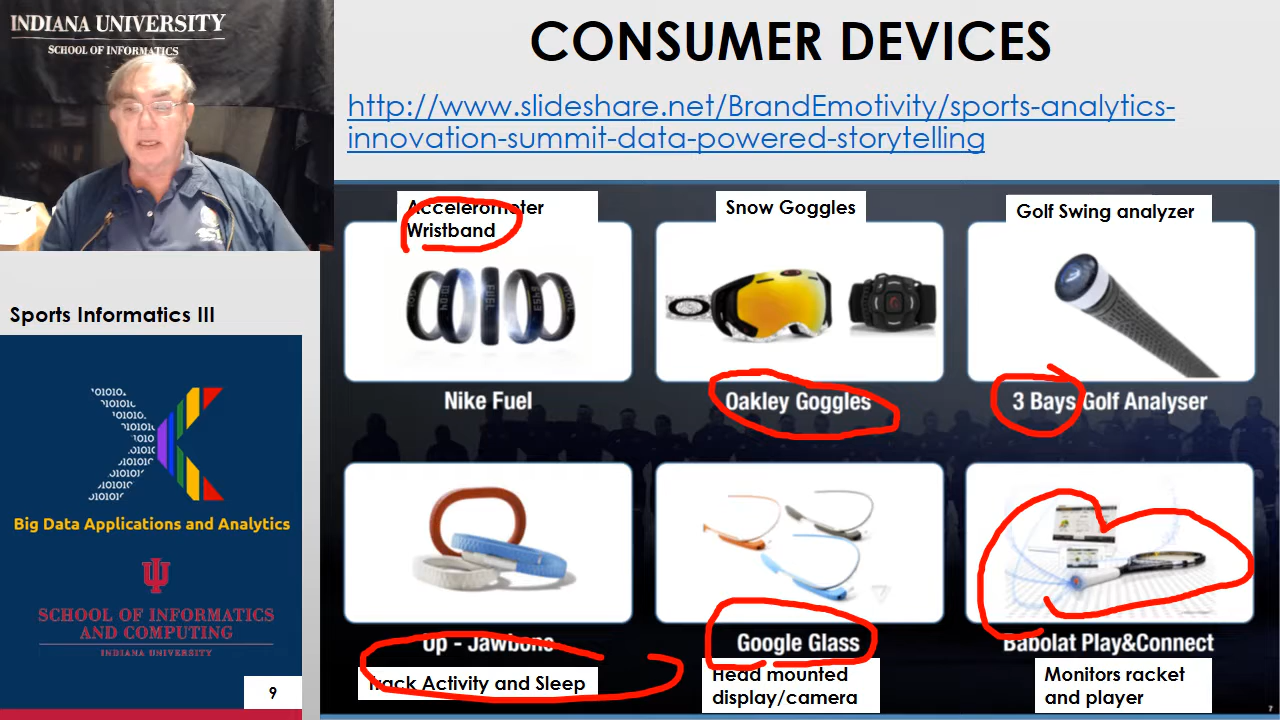 INDIANA UNIVERSITY
SCHOOL OF INFORMATICS
CONSUMER DEVICES
http://www.slideshare.net/BrandEmotivity/sports-analytics-
innovation-summit-data-powered-storytelling
Accelerometer
Wristband
Snow Goggles
Golf Swing analyzer
Nike Fuel
Oakley Goggles
3 Bays Golf Analyser
Up - Jawbone
Track Activity and Sleep
Google Glass
Head mounted
display/camera
Babolat Play&Connect
Monitors racket
and player
Sports Informatics III
Big Data Applications and Analytics
SCHOOL OF INFORMATICS
AND COMPUTING
INDIANA UNIVERSITY
9